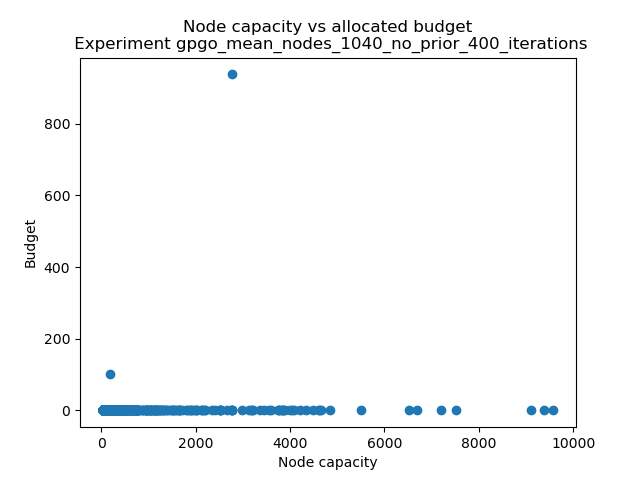 Node capacity vs allocated budget
Experiment gpgo_mean_nodes_1040_no_prior_400_iterations
800
600
400
200
0
Budget
0 2000 4000 6000 8000 10000
Node capacity